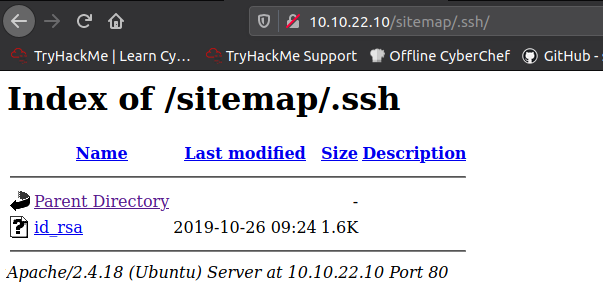 10.10.22.10/sitemap/.ssh/
TryHackMe | Learn Cy… TryHackMe Support Offline CyberChef GitHub - s
Index of /sitemap/.ssh
Name Last modified Size Description
Parent Directory -
id_rsa 2019-10-26 09:24 1.6K
Apache/2.4.18 (Ubuntu) Server at 10.10.22.10 Port 80